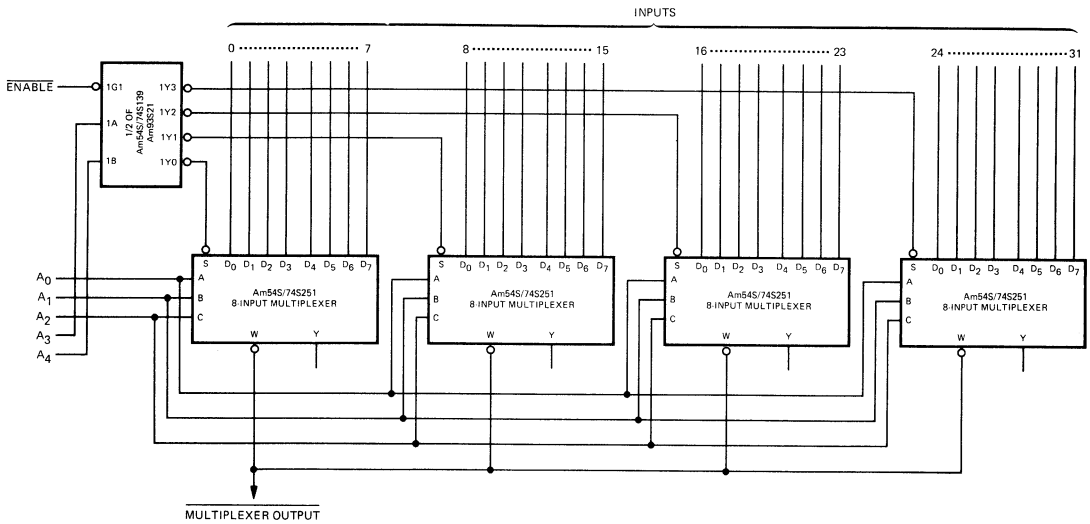 INPUTS
0 7 8 15 16 23 24 31
ENABLE
1G1 1Y3
1A 1Y2
1Y1
1B 1Y0
1/2 OF
Am54S/74S139
Am93S21
S D0 D1 D2 D3 D4 D5 D6 D7
A
B
C
Am54S/74S251
8-INPUT MULTIPLEXER
W Y
S D0 D1 D2 D3 D4 D5 D6 D7
A
B
C
Am54S/74S251
8-INPUT MULTIPLEXER
W Y
S D0 D1 D2 D3 D4 D5 D6 D7
A
B
C
Am54S/74S251
8-INPUT MULTIPLEXER
W Y
S D0 D1 D2 D3 D4 D5 D6 D7
A
B
C
Am54S/74S251
8-INPUT MULTIPLEXER
W Y
A0
A1
A2
A3
A4
MULTIPLEXER OUTPUT